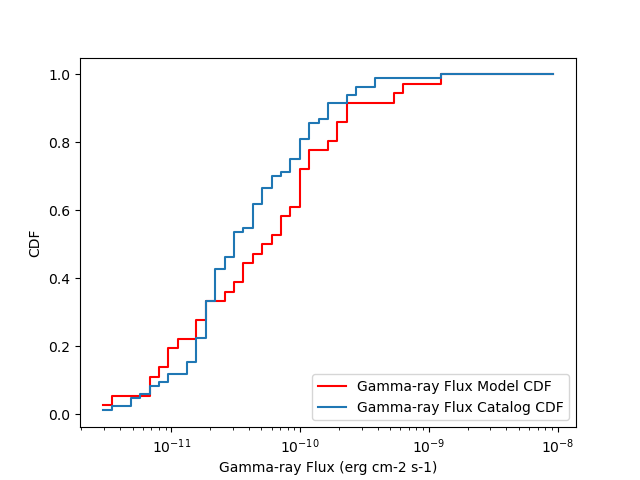 1.0
0.8
0.6
0.4
0.2
0.0
CDF
10⁻¹¹ 10⁻¹⁰ 10⁻⁹ 10⁻⁸
Gamma-ray Flux (erg cm-2 s-1)
Gamma-ray Flux Model CDF
Gamma-ray Flux Catalog CDF